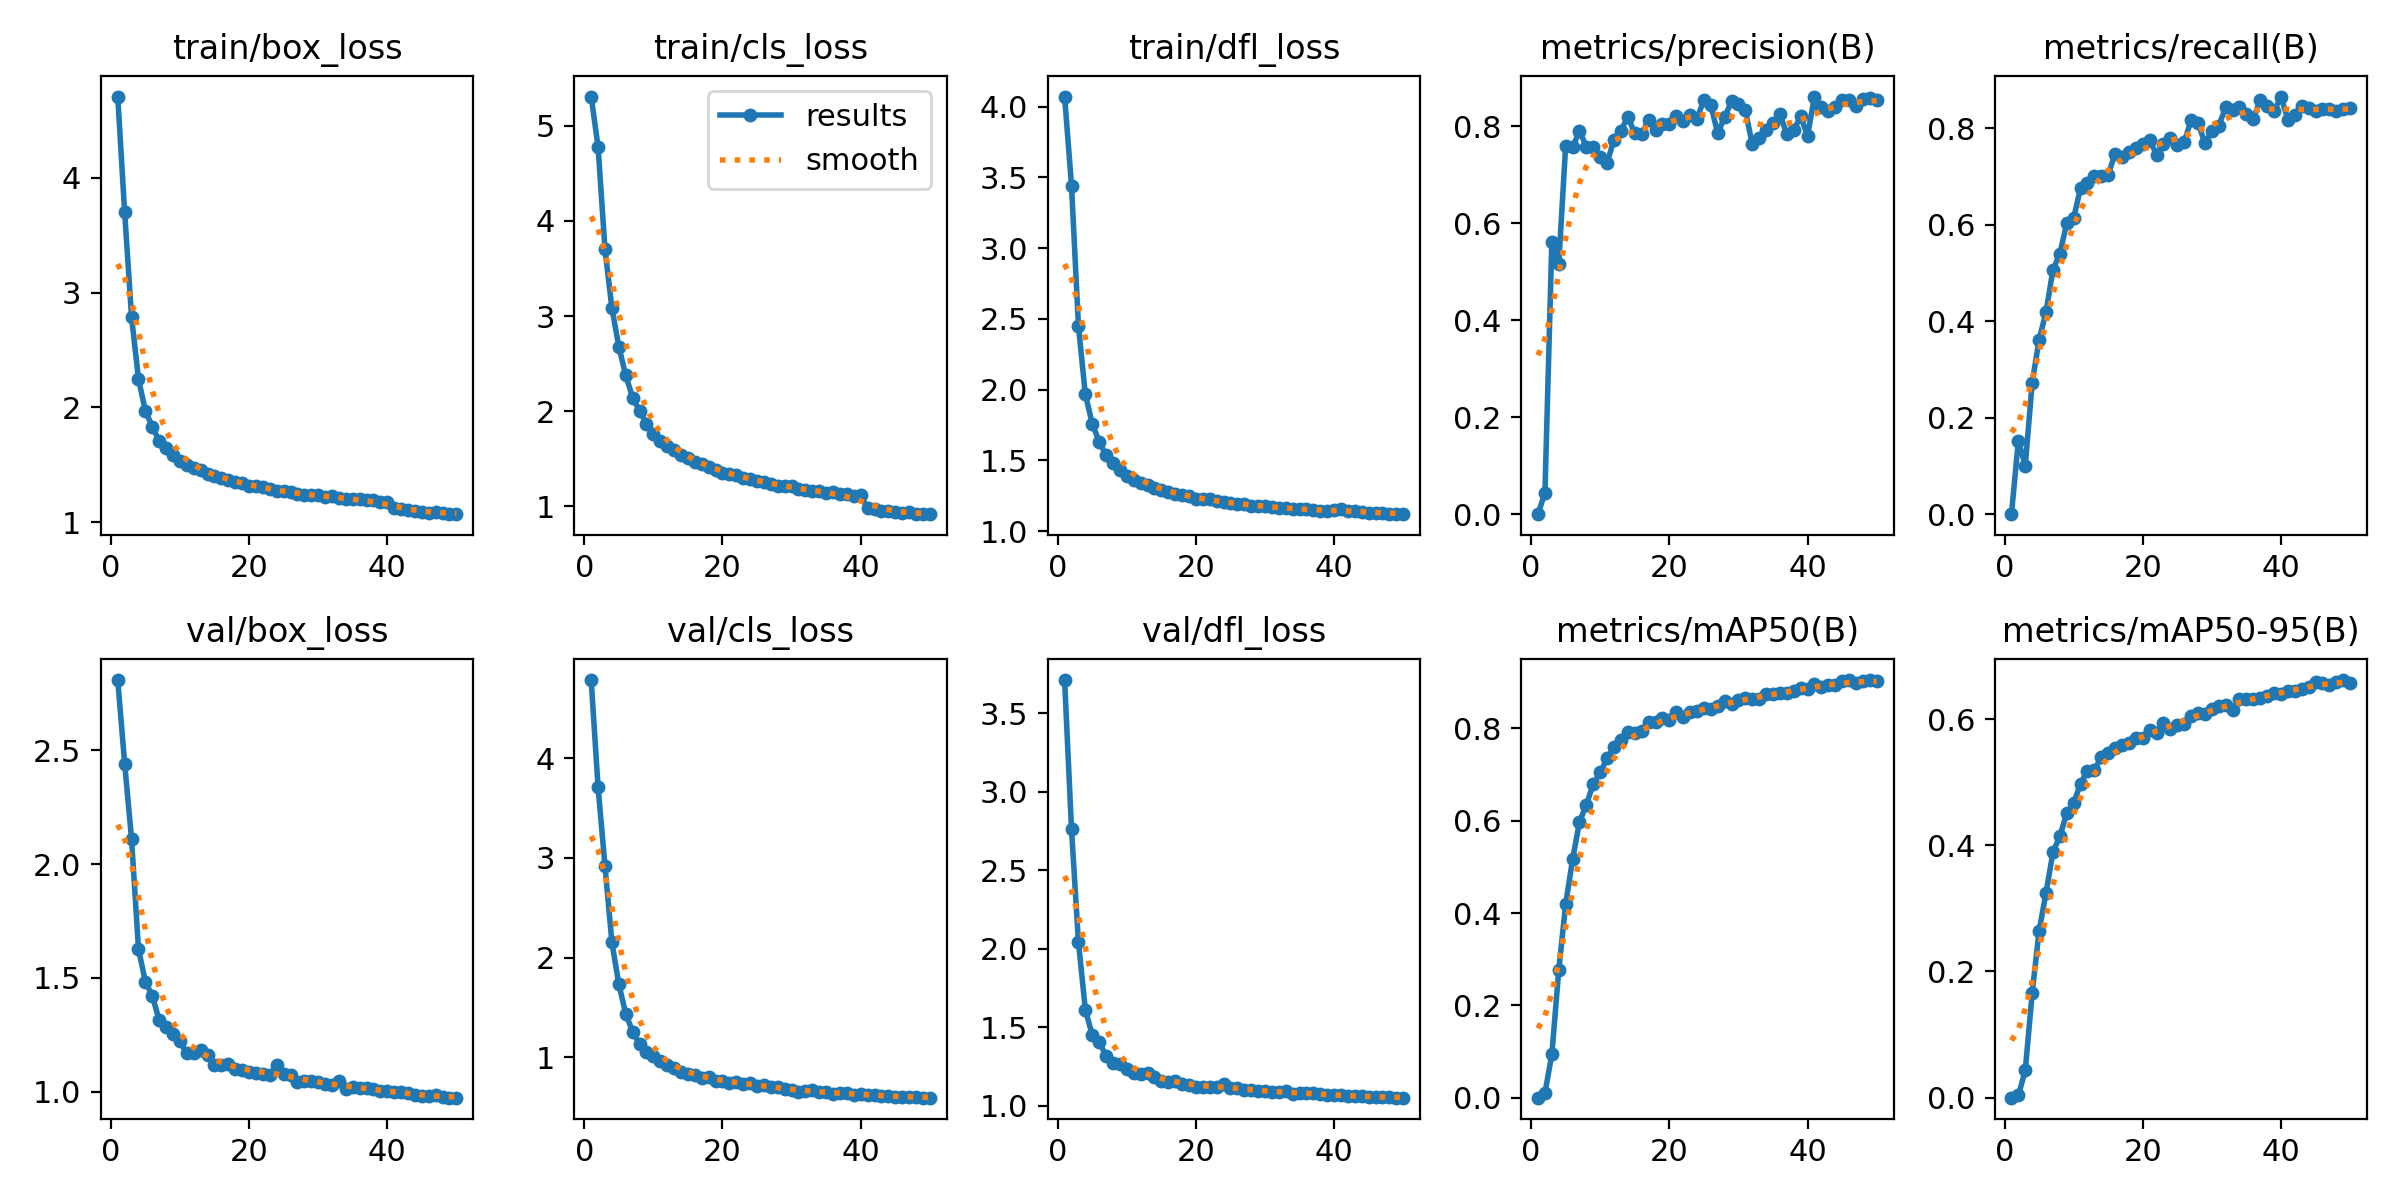 train/box_loss
train/cls_loss
train/dfl_loss
metrics/precision(B)
metrics/recall(B)
4
3
2
1
0 20 40
results
smooth
5
4
3
2
1
0 20 40
4.0
3.5
3.0
2.5
2.0
1.5
1.0
0 20 40
0.8
0.6
0.4
0.2
0.0
0 20 40
0.8
0.6
0.4
0.2
0.0
0 20 40
val/box_loss
val/cls_loss
val/dfl_loss
metrics/mAP50(B)
metrics/mAP50-95(B)
2.5
2.0
1.5
1.0
0 20 40
4
3
2
1
0 20 40
3.5
3.0
2.5
2.0
1.5
1.0
0 20 40
0.8
0.6
0.4
0.2
0.0
0 20 40
0.6
0.4
0.2
0.0
0 20 40